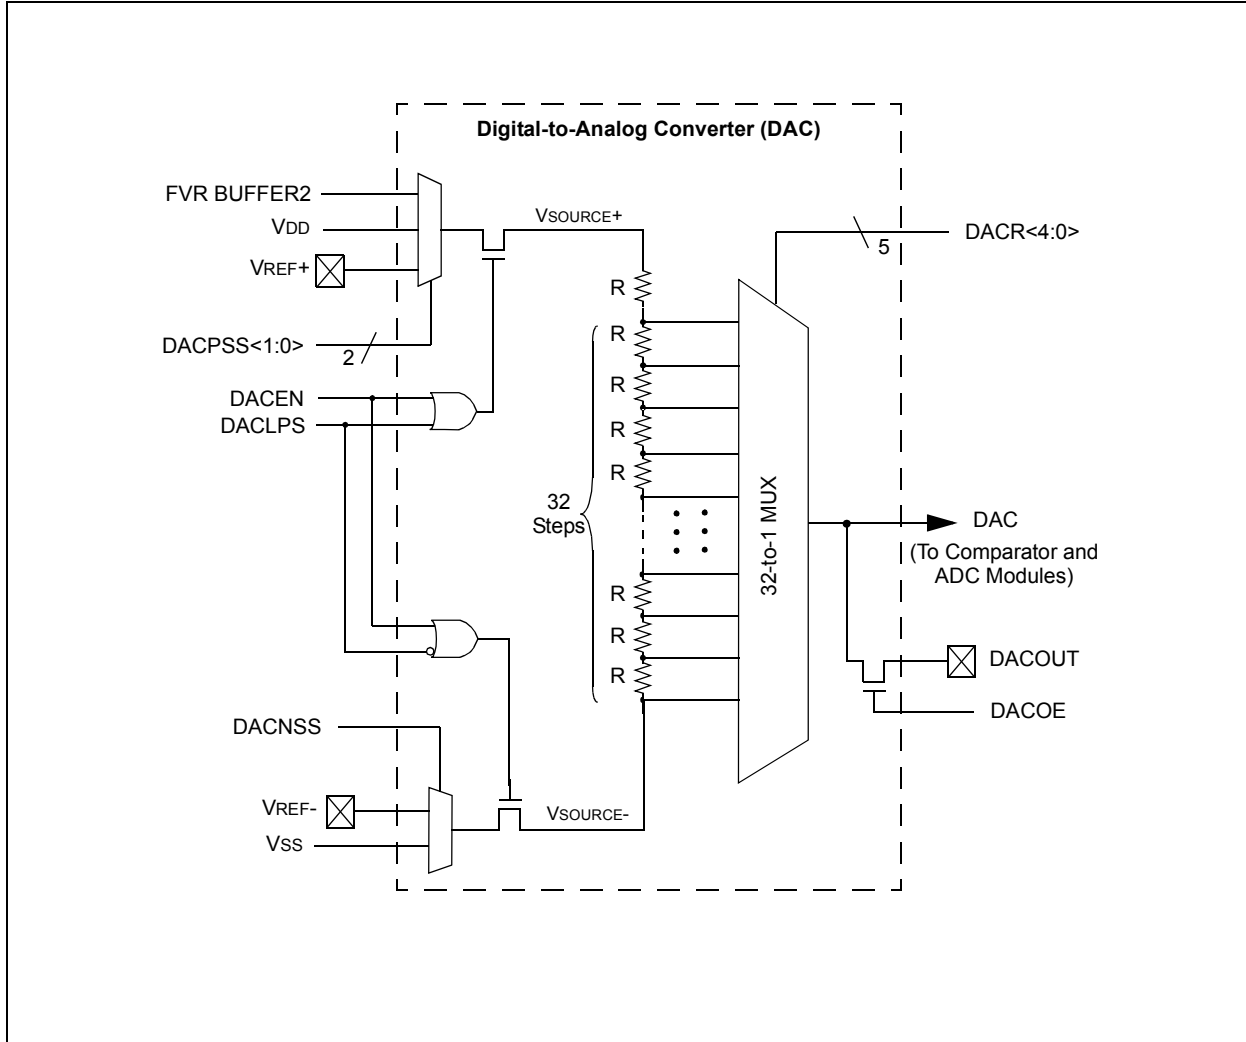 Digital-to-Analog Converter (DAC)
FVR BUFFER2
VDD
VREF+
VSOURCE+
DACR<4:0>
5
R
R
DACPSS<1:0>
2
R
DACEN
DACLPS
R
R
32
Steps
32-to-1 MUX
DAC
(To Comparator and
ADC Modules)
R
R
R
DACOUT
DACOE
DACNSS
VREF-
VSOURCE-
VSS